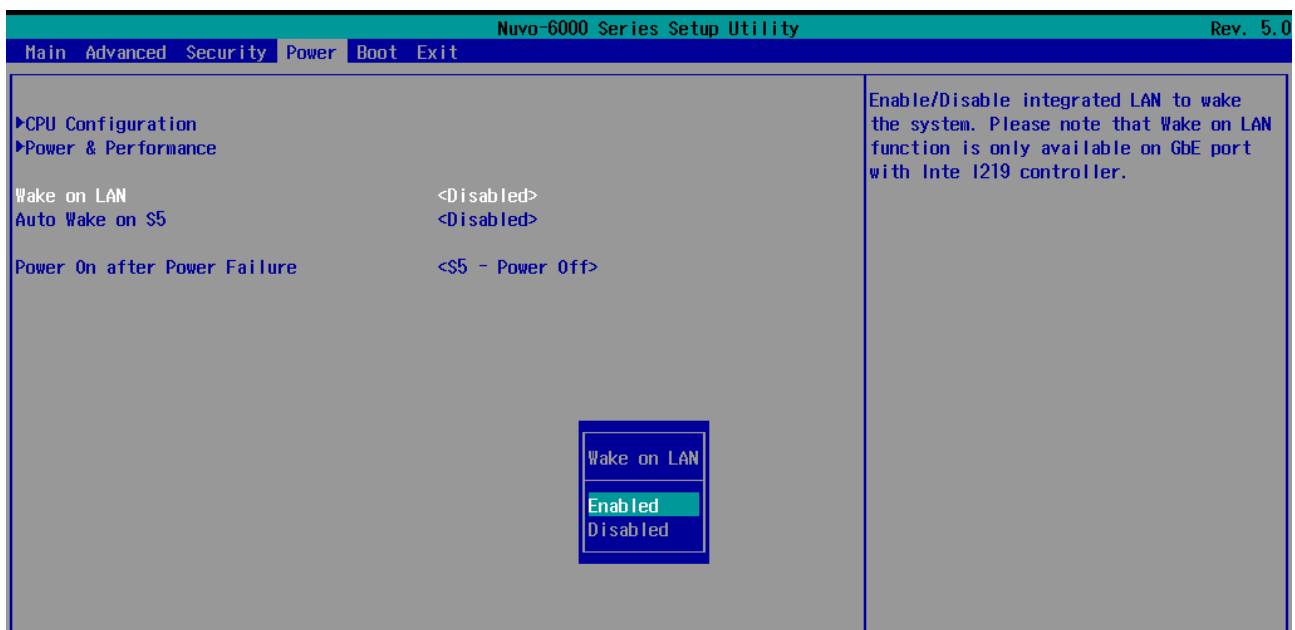 Nuvo-6000 Series Setup Utility Rev. 5.0
Main Advanced Security Power Boot Exit
▶CPU Configuration
▶Power & Performance
Wake on LAN <Disabled>
Auto Wake on S5 <Disabled>
Power On after Power Failure <S5 - Power Off>
Enable/Disable integrated LAN to wake
the system. Please note that Wake on LAN
function is only available on GbE port
with Inte I219 controller.
Wake on LAN
Enabled
Disabled